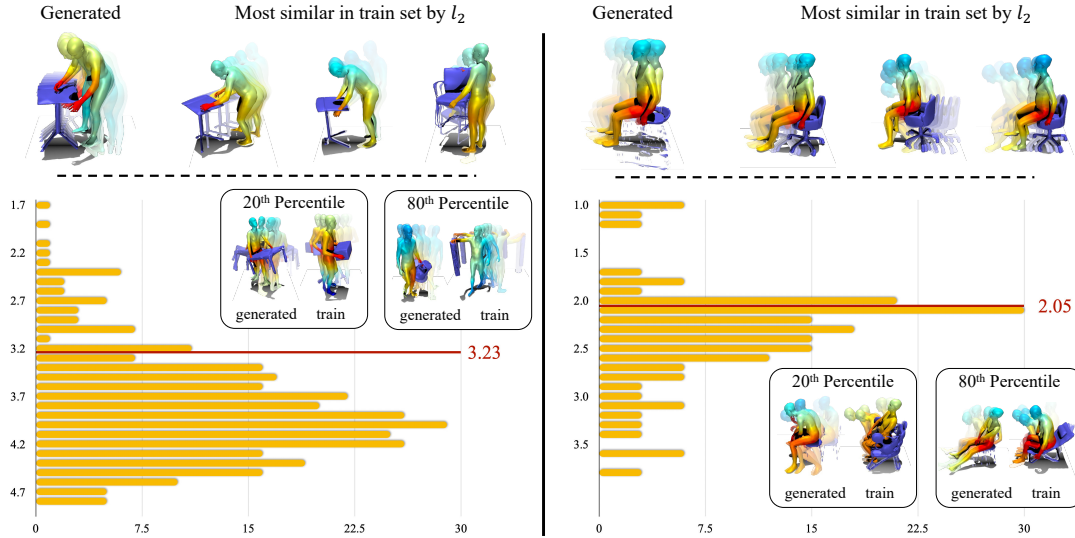 Generated Most similar in train set by l₂
20th Percentile
generated train
80th Percentile
generated train
1.7
2.2
2.7
3.2
3.7
4.2
4.7
3.23
0 7.5 15 22.5 30
Generated Most similar in train set by l₂
1.0
1.5
2.0
2.5
3.0
3.5
2.05
20th Percentile
generated train
80th Percentile
generated train
0 7.5 15 22.5 30